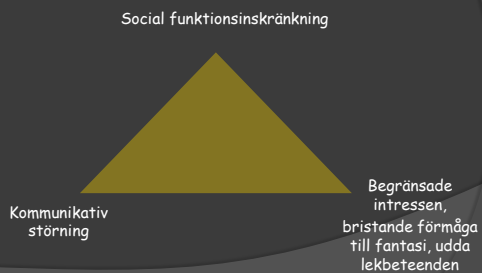 Social funktionsinskränkning
Kommunikativ
störning
Begränsade
intressen,
bristande förmåga
till fantasi, udda
lekbeteenden